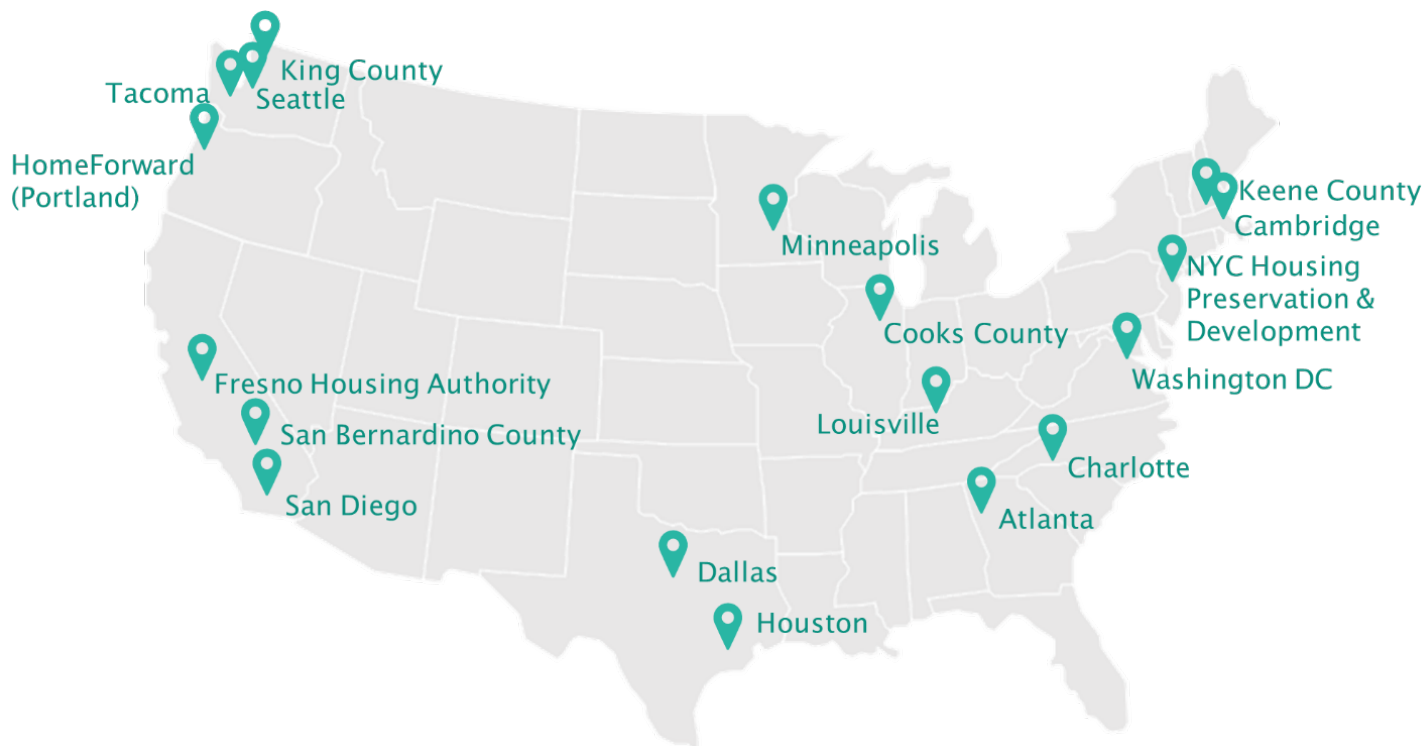 King County
Tacoma
Seattle
HomeForward
(Portland)
Keene County
Cambridge
Minneapolis
NYC Housing
Preservation &
Development
Cooks County
Washington DC
Fresno Housing Authority
Louisville
San Bernardino County
Charlotte
San Diego
Atlanta
Dallas
Houston